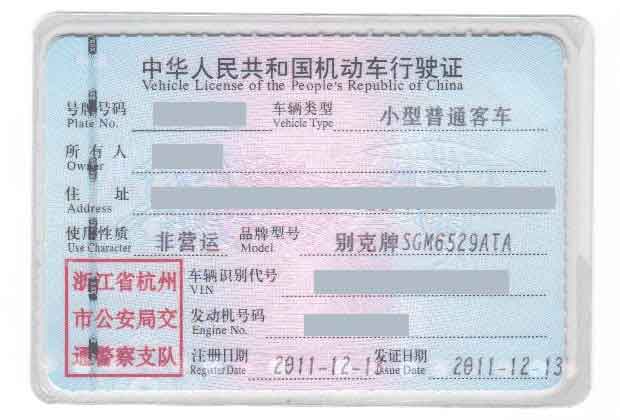 中华人民共和国机动车行驶证
Vehicle License of the People's Republic of China
号牌号码 车辆类型 小型普通客车
Plate No. Vehicle Type
所有人
Owner
住址
Address
使用性质 非营运 品牌型号 别克牌SGM6529ATA
Use Character Model
浙江省杭州 车辆识别代号
VIN
市公安局交 发动机号码
Engine No.
通警察支队 注册日期 2011-12-13 发证日期 2011-12-13
Register Date Issue Date